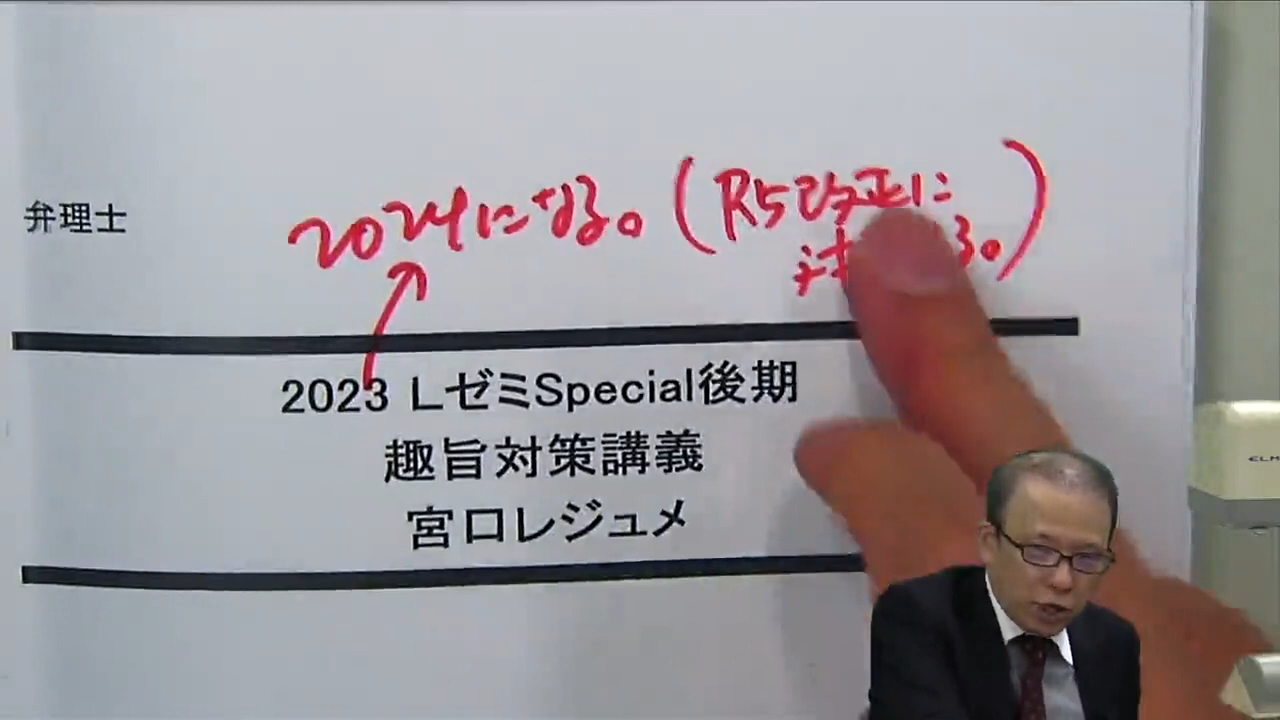 弁理士
2024になる。(R5改正に
対 る。)
2023 LゼミSpecial後期
趣旨対策講義
宮口レジュメ
ELM